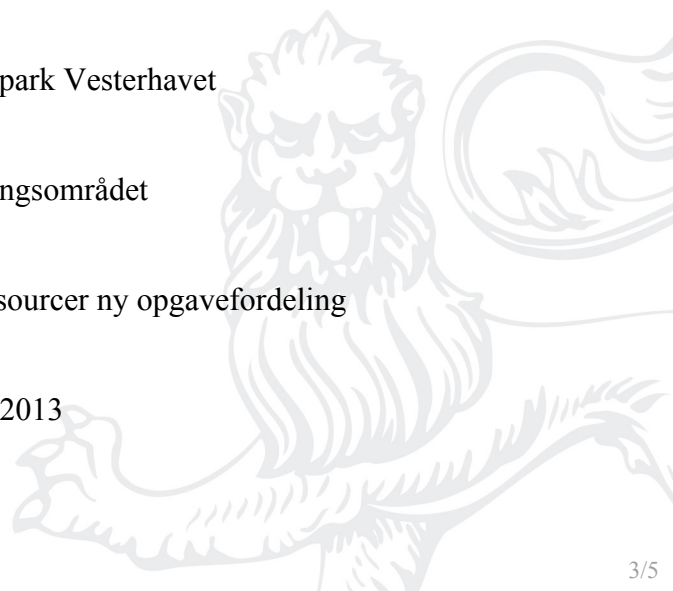 park Vesterhavet
ngsområdet
sourcer ny opgavefordeling
2013
3/5